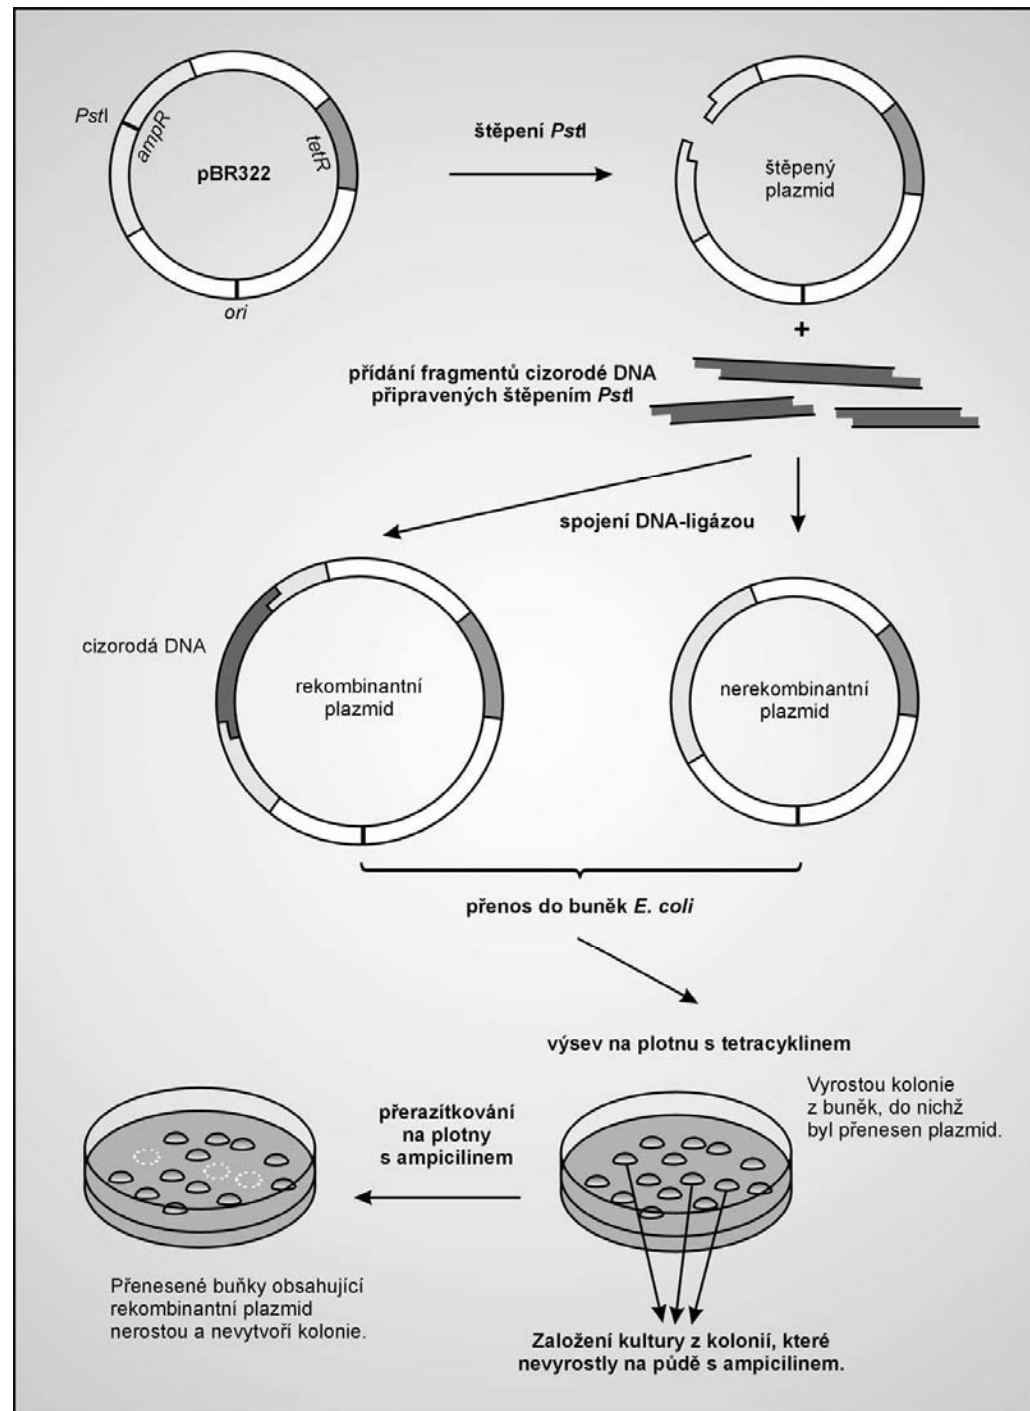 PstI
ampR
tetR
pBR322
ori
štěpení PstI
štěpený
plazmid
+
přídání fragmentů cizorodé DNA
připravených štěpením PstI
spojení DNA-ligázou
cizorodá DNA
rekombinantní
plazmid
nerekombinantní
plazmid
přenos do buněk E. coli
výsev na plotnu s tetracyklinem
Vyrostou kolonie
z buněk, do nichž
byl přenesen plazmid.
přerazítkování
na plotny
s ampicilinem
Přenesené buňky obsahující
rekombinantní plazmid
nerostou a nevytvoří kolonie.
Založení kultury z kolonií, které
nevyrostly na půdě s ampicilinem.